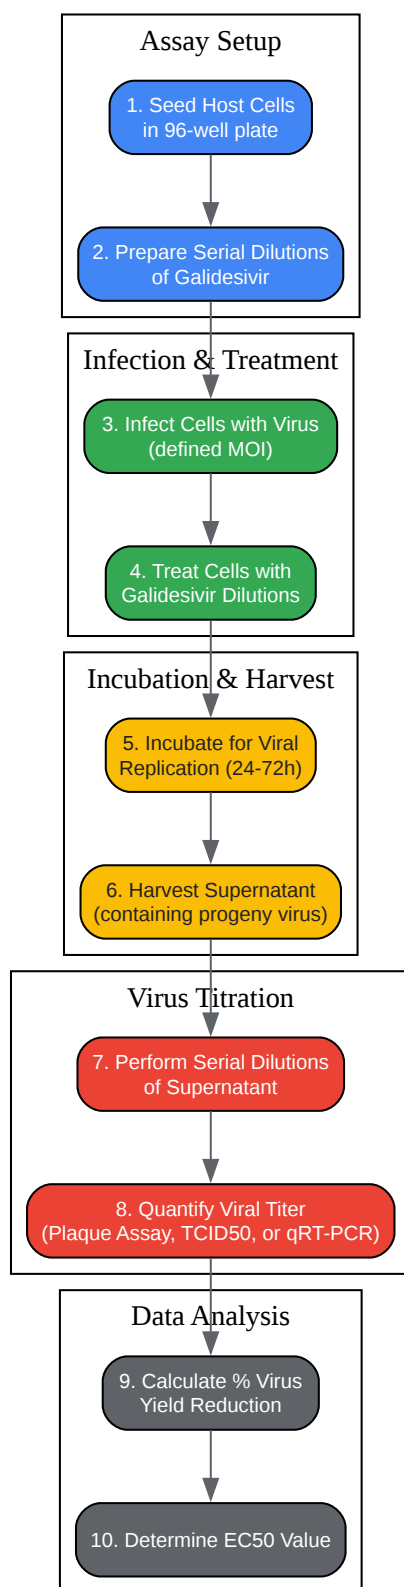 Assay Setup
1. Seed Host Cells
in 96-well plate
2. Prepare Serial Dilutions
of Galidesivir
Infection & Treatment
3. Infect Cells with Virus
(defined MOI)
4. Treat Cells with
Galidesivir Dilutions
Incubation & Harvest
5. Incubate for Viral
Replication (24-72h)
6. Harvest Supernatant
(containing progeny virus)
Virus Titration
7. Perform Serial Dilutions
of Supernatant
8. Quantify Viral Titer
(Plaque Assay, TCID50, or qRT-PCR)
Data Analysis
9. Calculate % Virus
Yield Reduction
10. Determine EC50 Value